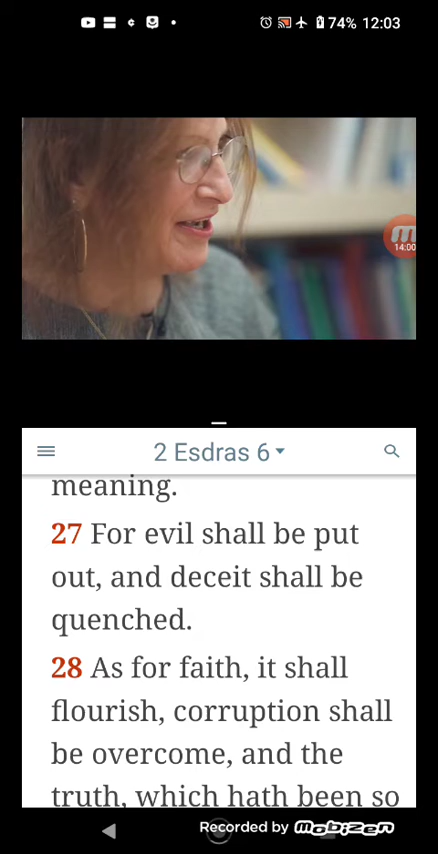 74% 12:03
14:00
2 Esdras 6
meaning.
27 For evil shall be put
out, and deceit shall be
quenched.
28 As for faith, it shall
flourish, corruption shall
be overcome, and the
truth, which hath been so
Recorded by mobizen